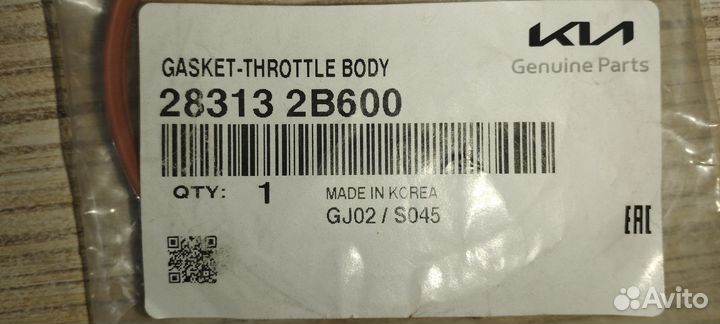 KIA
Genuine Parts
GASKET-THROTTLE BODY
28313 2B600
QTY: 1
MADE IN KOREA
GJ02 / S045
EAC
Avito